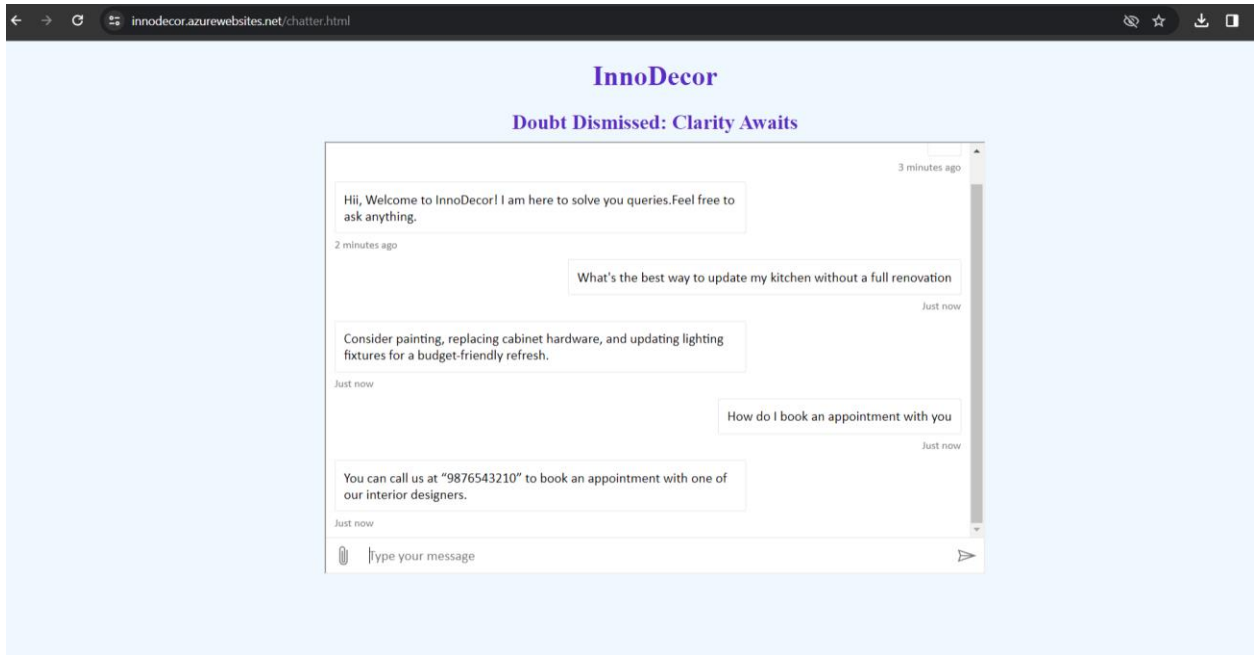 innodecor.azurewebsites.net/chatter.html
InnoDecor
Doubt Dismissed: Clarity Awaits
3 minutes ago
Hii, Welcome to InnoDecor! I am here to solve you queries.Feel free to
ask anything.
2 minutes ago
What's the best way to update my kitchen without a full renovation
Just now
Consider painting, replacing cabinet hardware, and updating lighting
fixtures for a budget-friendly refresh.
Just now
How do I book an appointment with you
Just now
You can call us at “9876543210” to book an appointment with one of
our interior designers.
Just now
Type your message